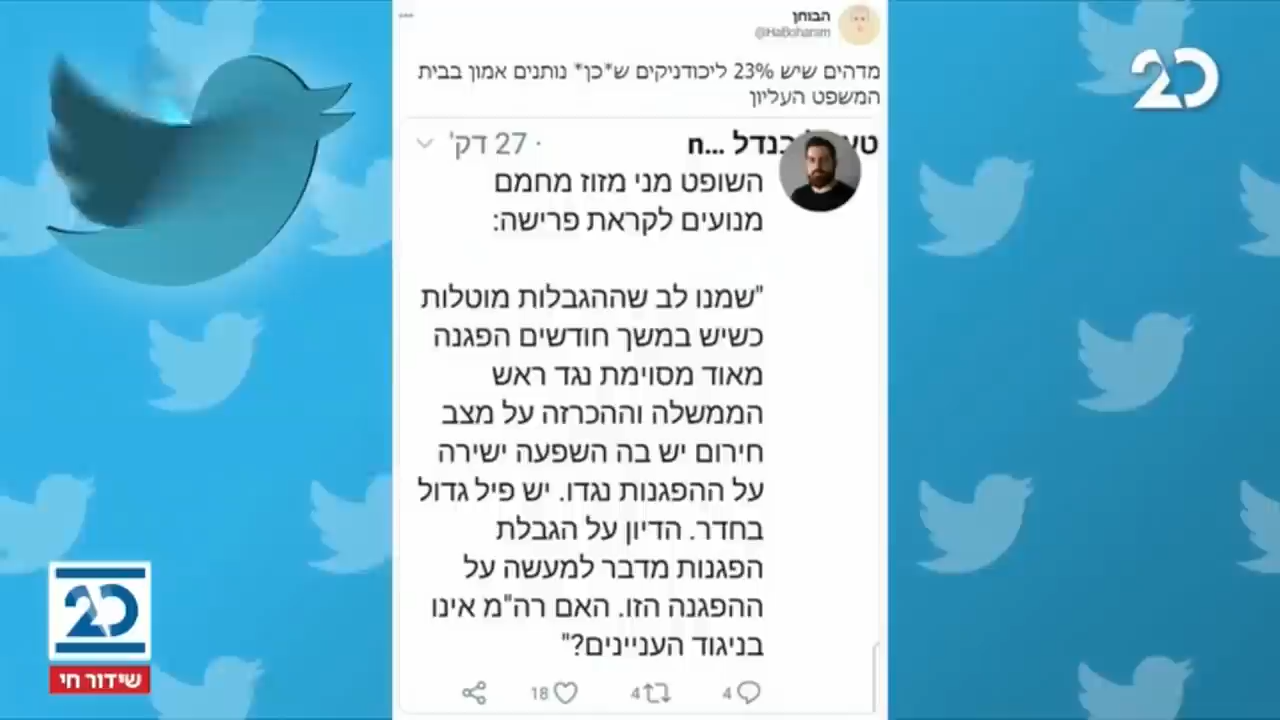 הבוחן
@HaBohanim
מדהים שיש 23% ליכודניקים ש*כן* נותנים אמון בבית
המשפט העליון
20
בנדל ...n · 27 דק'
השופט מני מזוז מחמם
מנועים לקראת פרישה:
"שמנו לב שההגבלות מוטלות
כשיש במשך חודשים הפגנה
מאוד מסוימת נגד ראש
הממשלה וההכרזה על מצב
חירום יש בה השפעה ישירה
על ההפגנות נגדו. יש פיל גדול
בחדר. הדיון על הגבלת
הפגנות מדבר למעשה על
ההפגנה הזו. האם רה"מ אינו
בניגוד העניינים?"
4 4 18
20
שידור חי